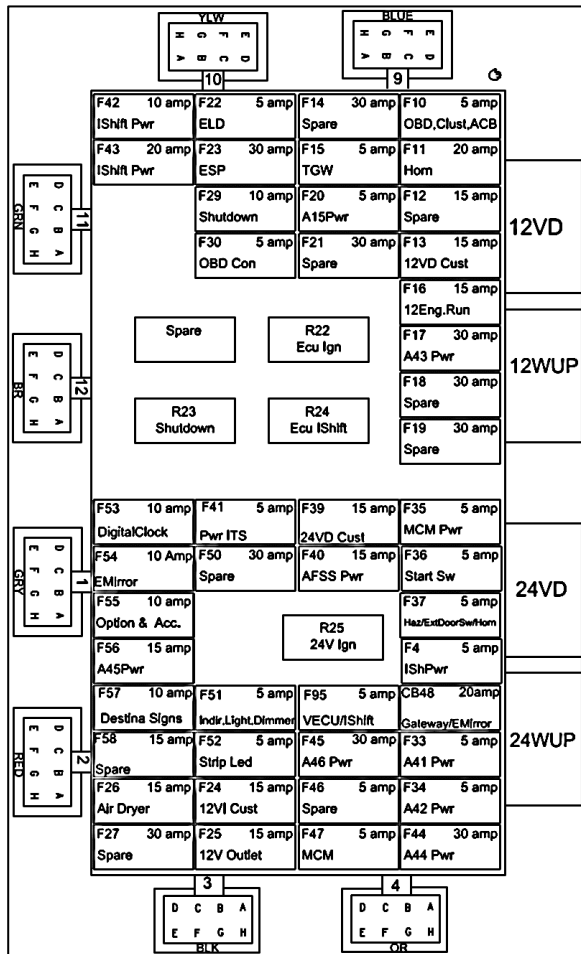 YLW
H G F E
A B C D
10
BLUE
H G F E
A B C D
9
F42 10 amp
IShift Pwr
F22 5 amp
ELD
F14 30 amp
Spare
F10 5 amp
OBD,Clust,ACB
F43 20 amp
IShift Pwr
F23 30 amp
ESP
F15 5 amp
TGW
F11 20 amp
Horn
F29 10 amp
Shutdown
F20 5 amp
A15Pwr
F12 15 amp
Spare
F30 5 amp
OBD Con
F21 30 amp
Spare
F13 15 amp
12VD Cust
F16 15 amp
12Eng.Run
F17 30 amp
A43 Pwr
F18 30 amp
Spare
F19 30 amp
Spare
GRN
E F G H
D C B A
11
12VD
BR
E F G H
D C B A
12
12WUP
Spare
R22
Ecu Ign
R23
Shutdown
R24
Ecu IShift
F53 10 amp
DigitalClock
F41 5 amp
Pwr ITS
F39 15 amp
24VD Cust
F35 5 amp
MCM Pwr
F54 10 Amp
EMirror
F50 30 amp
Spare
F40 15 amp
AFSS Pwr
F36 5 amp
Start Sw
F55 10 amp
Option & Acc.
F37 5 amp
Haz/ExtDoorSw/Horn
F56 15 amp
A45Pwr
R25
24V Ign
F4 5 amp
IShPwr
GRY
E F G H
D C B A
1
24VD
F57 10 amp
Destina Signs
F51 5 amp
Indir.Light.Dimmer
F95 5 amp
VECU/IShift
CB48 20amp
Gateway/EMirror
F58 15 amp
Spare
F52 5 amp
Strip Led
F45 30 amp
A46 Pwr
F33 5 amp
A41 Pwr
F26 15 amp
Air Dryer
F24 15 amp
12VI Cust
F46 5 amp
Spare
F34 5 amp
A42 Pwr
F27 30 amp
Spare
F25 15 amp
12V Outlet
F47 5 amp
MCM
F44 30 amp
A44 Pwr
RED
E F G H
D C B A
2
24WUP
3
D C B A
E F G H
BLK
4
D C B A
E F G H
OR